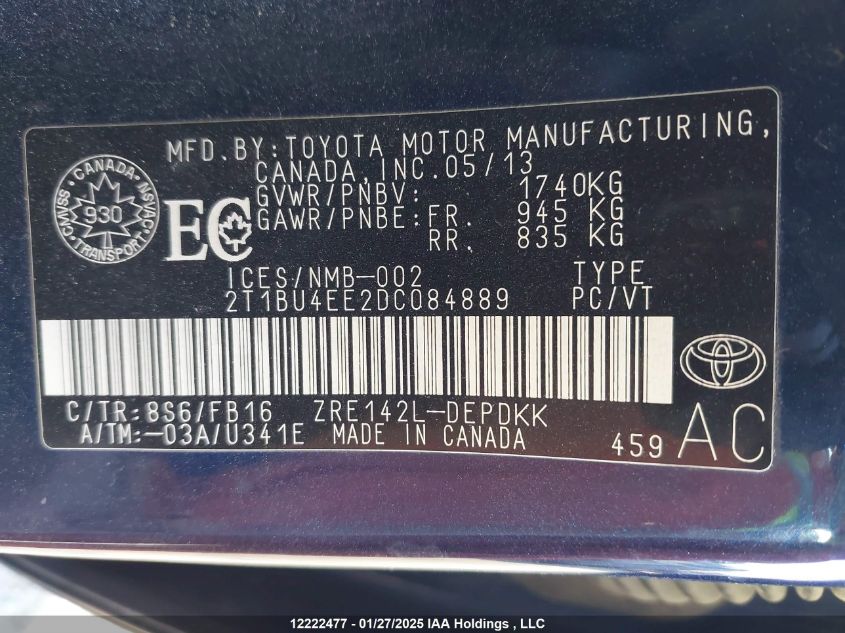 MFD.BY:TOYOTA MOTOR MANUFACTURING,
CANADA,INC.05/13
GVWR/PNBV: 1740KG
GAWR/PNBE:FR. 945 KG
RR. 835 KG
CMVSS CANADA NSVAC
930
TRANSPORT
EC
ICES/NMB-002 TYPE
2T1BU4EE2DC084889 PC/VT
C/TR:8S6/FB16 ZRE142L-DEPDKK
A/TM:-03A/U341E MADE IN CANADA 459 AC
12222477 - 01/27/2025 IAA Holdings , LLC